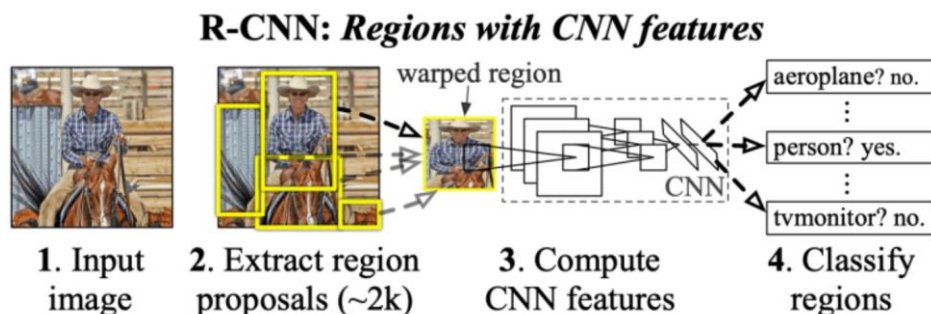 R-CNN: Regions with CNN features
warped region
aeroplane? no.
⋮
person? yes.
⋮
tvmonitor? no.
CNN
1. Input
image
2. Extract region
proposals (~2k)
3. Compute
CNN features
4. Classify
regions